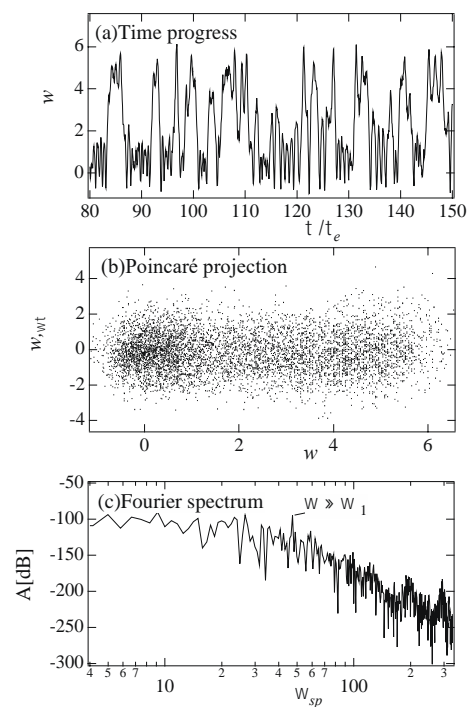 (a)Time progress
6
4
2
0
w
80 90 100 110 120 130 140 150
t /t e
(b)Poincaré projection
4
2
0
-2
-4
w,wt
0 2 4 6
w
-50
(c)Fourier spectrum
W » W 1
-100
-150
-200
-250
-300
A[dB]
4 5 6 7 2 3 4 5 6 7 2 3
10 100
W sp